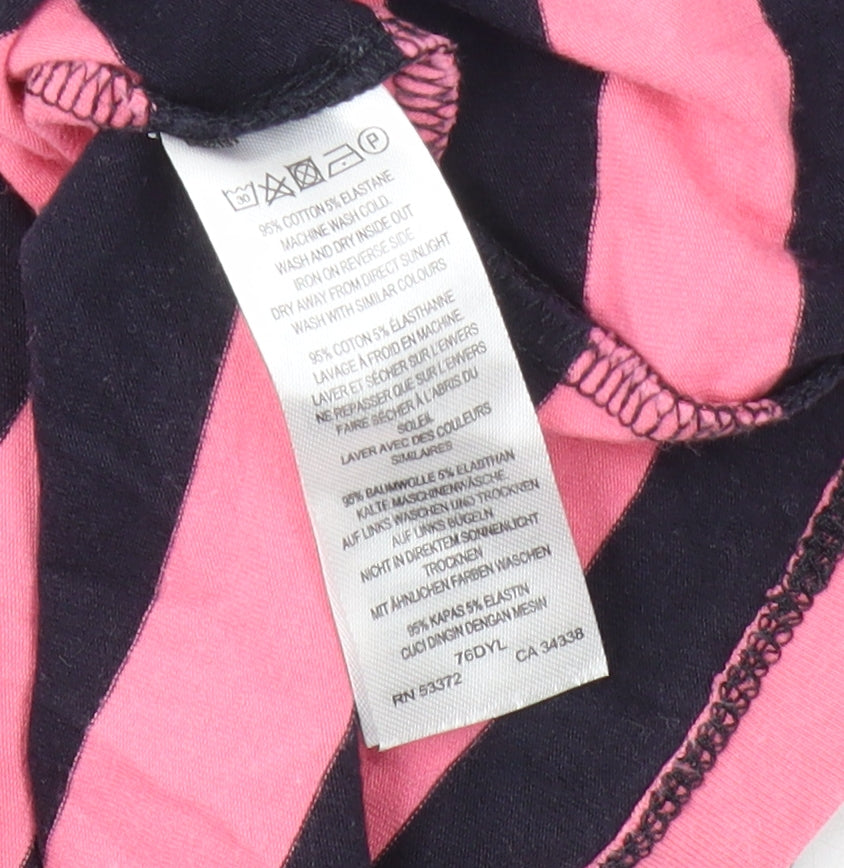 30
P
95% COTTON 5% ELASTANE
MACHINE WASH COLD.
WASH AND DRY INSIDE OUT
IRON ON REVERSE SIDE
DRY AWAY FROM DIRECT SUNLIGHT
WASH WITH SIMILAR COLOURS
95% COTON 5% ÉLASTHANNE
LAVAGE À FROID EN MACHINE.
LAVER ET SÉCHER SUR L'ENVERS
NE REPASSER QUE SUR L'ENVERS
FAIRE SÉCHER À L'ABRIS DU
SOLEIL
LAVER AVEC DES COULEURS
SIMILAIRES
95% BAUMWOLLE 5% ELASTHAN
KALTE MASCHINENWÄSCHE.
AUF LINKS WASCHEN UND TROCKNEN
AUF LINKS BÜGELN
NICHT IN DIREKTEM SONNENLICHT
TROCKNEN
MIT ÄHNLICHEN FARBEN WASCHEN
95% KAPAS 5% ELASTIN
CUCI DINGIN DENGAN MESIN
76DYL
RN 53372 CA 34338